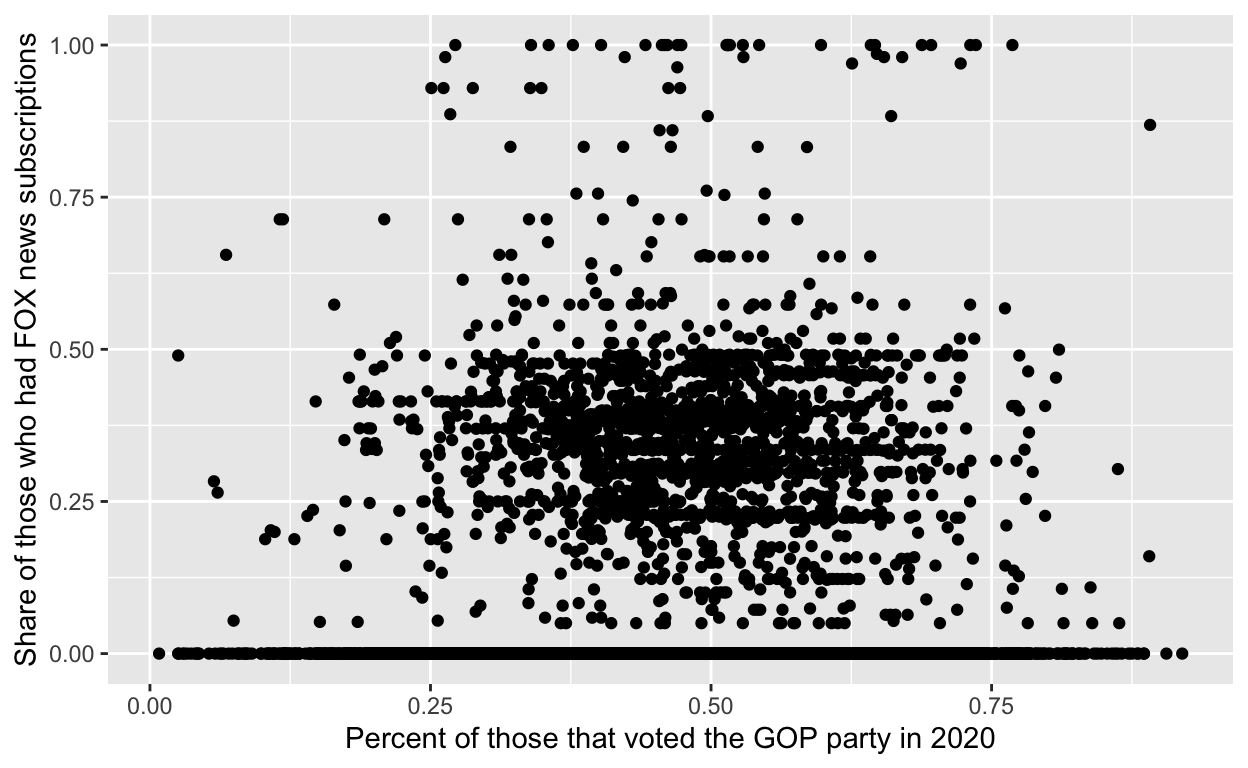 Share of those who had FOX news subscriptions
1.00
0.75
0.50
0.25
0.00
0.00 0.25 0.50 0.75
Percent of those that voted the GOP party in 2020